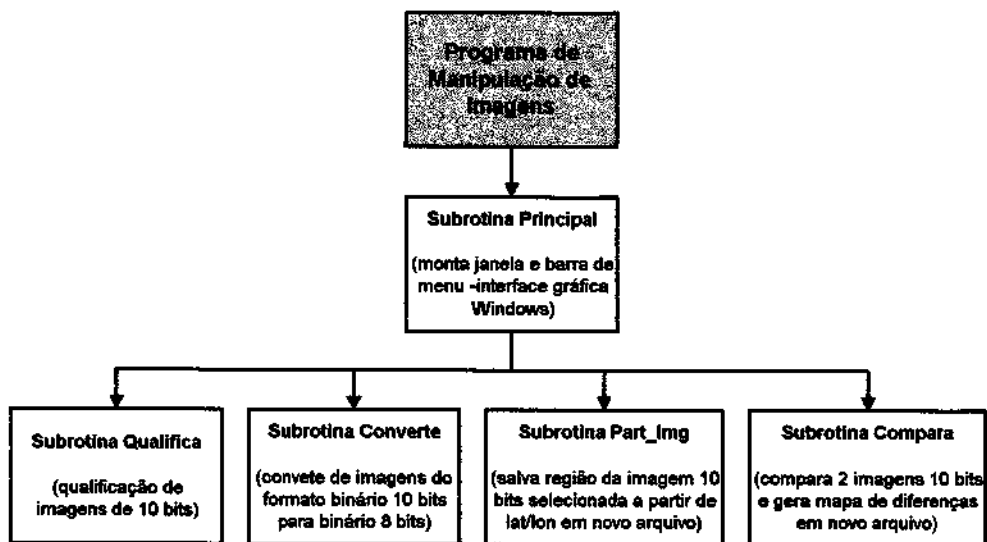 Programa de
Manipulação de
Imagens
Subrotina Principal
(monta janela e barra de
menu -interface gráfica
Windows)
Subrotina Qualifica
(qualificação de
imagens de 10 bits)
Subrotina Converte
(convete de imagens do
formato binário 10 bits
para binário 8 bits)
Subrotina Part_Img
(salva região da imagem 10
bits selecionada a partir de
lat/lon em novo arquivo)
Subrotina Compara
(compara 2 imagens 10 bits
e gera mapa de diferenças
em novo arquivo)